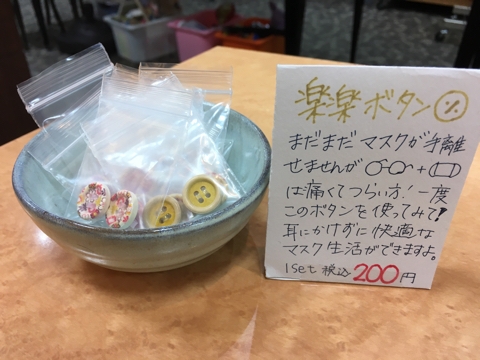 楽楽ボタン
まだまだマスクが手離
せませんが + 
は痛くてつらい方!一度
このボタンを使ってみて!
耳にかけずに快適な
マスク生活ができますよ。
1set 税込 200円